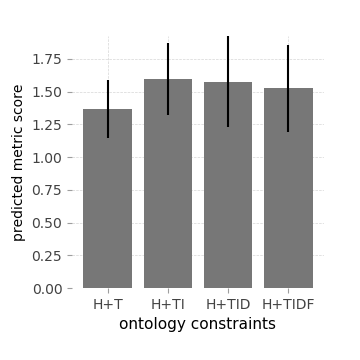 1.75
1.50
1.25
1.00
0.75
0.50
0.25
0.00
predicted metric score
H+T H+TI H+TID H+TIDF
ontology constraints